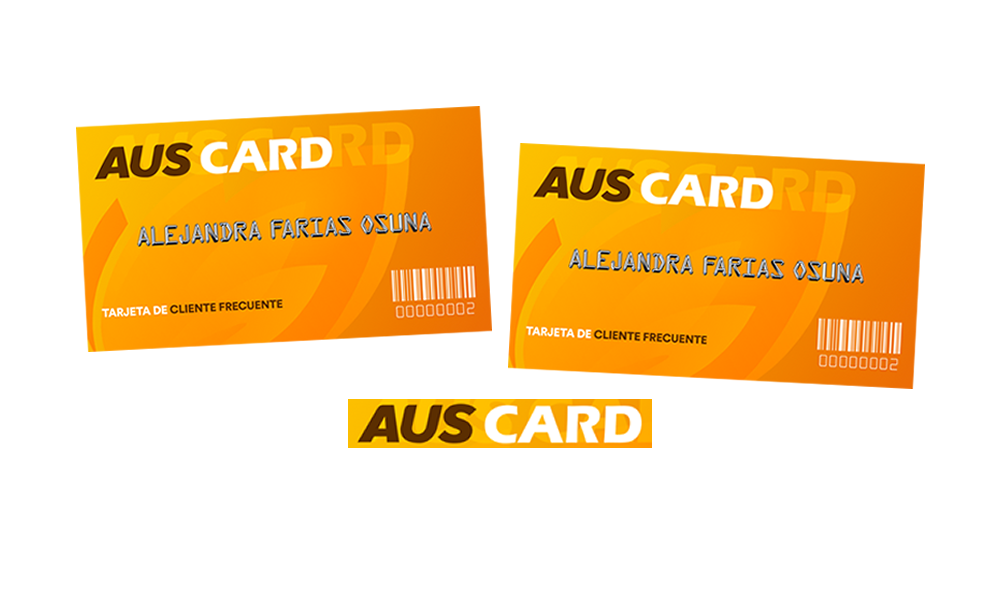 AUS CARD
ALEJANDRA FARIAS OSUNA
TARJETA DE CLIENTE FRECUENTE
00000002
AUS CARD
ALEJANDRA FARIAS OSUNA
TARJETA DE CLIENTE FRECUENTE
00000002
AUS CARD